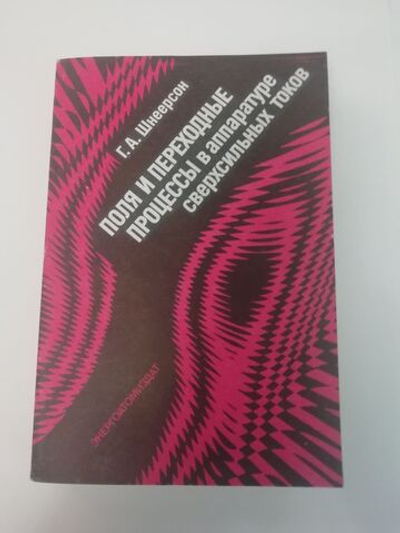 Г. А. Шнеерсон
ПОЛЯ И ПЕРЕХОДНЫЕ
ПРОЦЕССЫ в аппаратуре
сверхсильных токов
ЭНЕРГОАТОМИЗДАТ